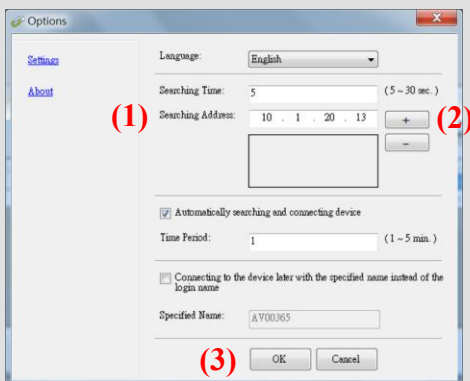 Options
Settings
About
Language: English
Searching Time: 5 (5 ~ 30 sec.)
(1) Searching Address: 10 . 1 . 20 . 13 + (2)
−
Automatically searching and connecting device
Time Period: 1 (1 ~ 5 min.)
Connecting to the device later with the specified name instead of the
login name
Specified Name: AV00365
(3) OK Cancel